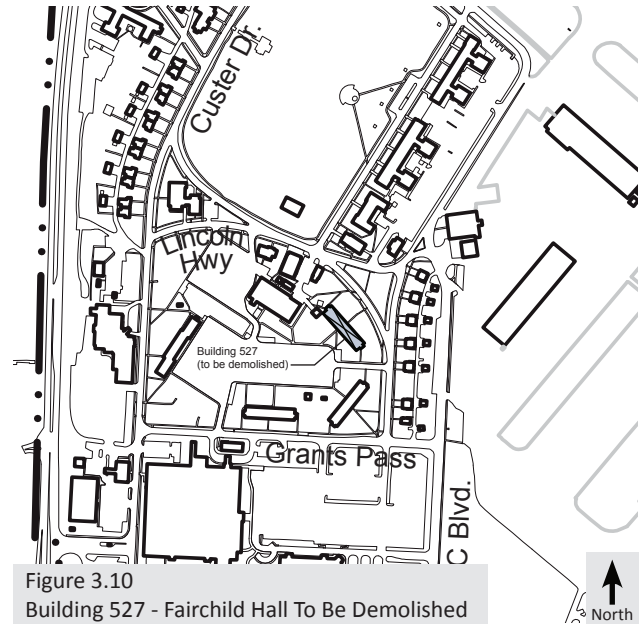 Custer Dr.
Lincoln
Hwy
Building 527
(to be demolished)
Grants Pass
C Blvd.
Figure 3.10
Building 527 - Fairchild Hall To Be Demolished
North